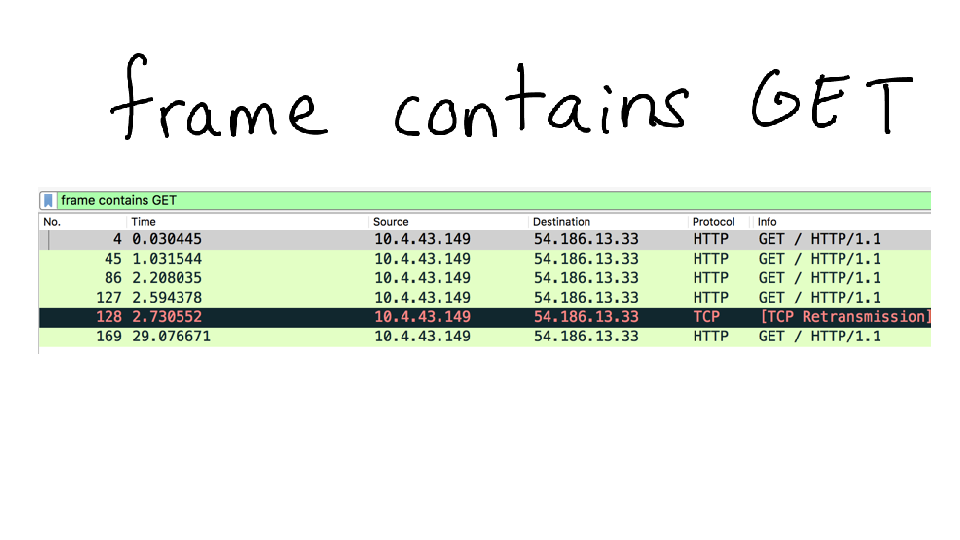 frame contains GET
frame contains GET
No. Time Source Destination Protocol Info
4 0.030445 10.4.43.149 54.186.13.33 HTTP GET / HTTP/1.1
45 1.031544 10.4.43.149 54.186.13.33 HTTP GET / HTTP/1.1
86 2.208035 10.4.43.149 54.186.13.33 HTTP GET / HTTP/1.1
127 2.594378 10.4.43.149 54.186.13.33 HTTP GET / HTTP/1.1
128 2.730552 10.4.43.149 54.186.13.33 TCP [TCP Retransmission]
169 29.076671 10.4.43.149 54.186.13.33 HTTP GET / HTTP/1.1